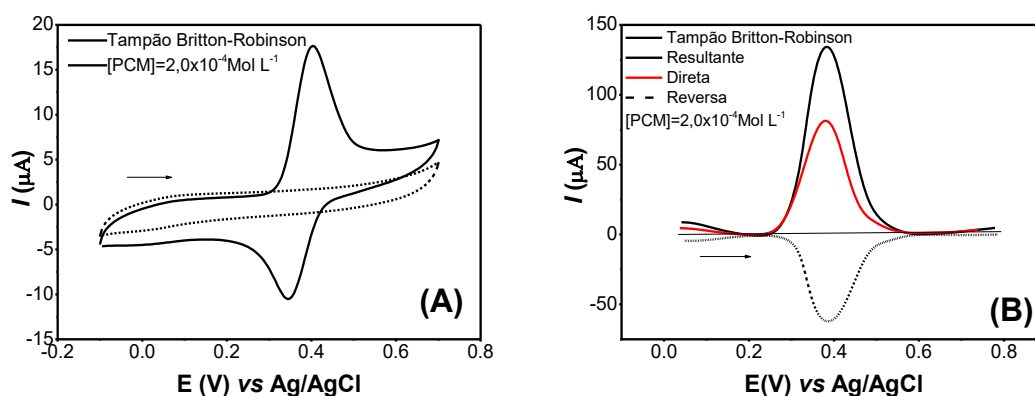 20
15
10
5
0
-5
-10
-15
I (µA)
Tampão Britton-Robinson
[PCM]=2,0x10⁻⁴Mol L⁻¹
(A)
-0.2 0.0 0.2 0.4 0.6 0.8
E (V) vs Ag/AgCl
150
100
50
0
-50
I (µA)
Tampão Britton-Robinson
Resultante
Direta
Reversa
[PCM]=2,0x10⁻⁴Mol L⁻¹
(B)
0.0 0.2 0.4 0.6 0.8
E(V) vs Ag/AgCl